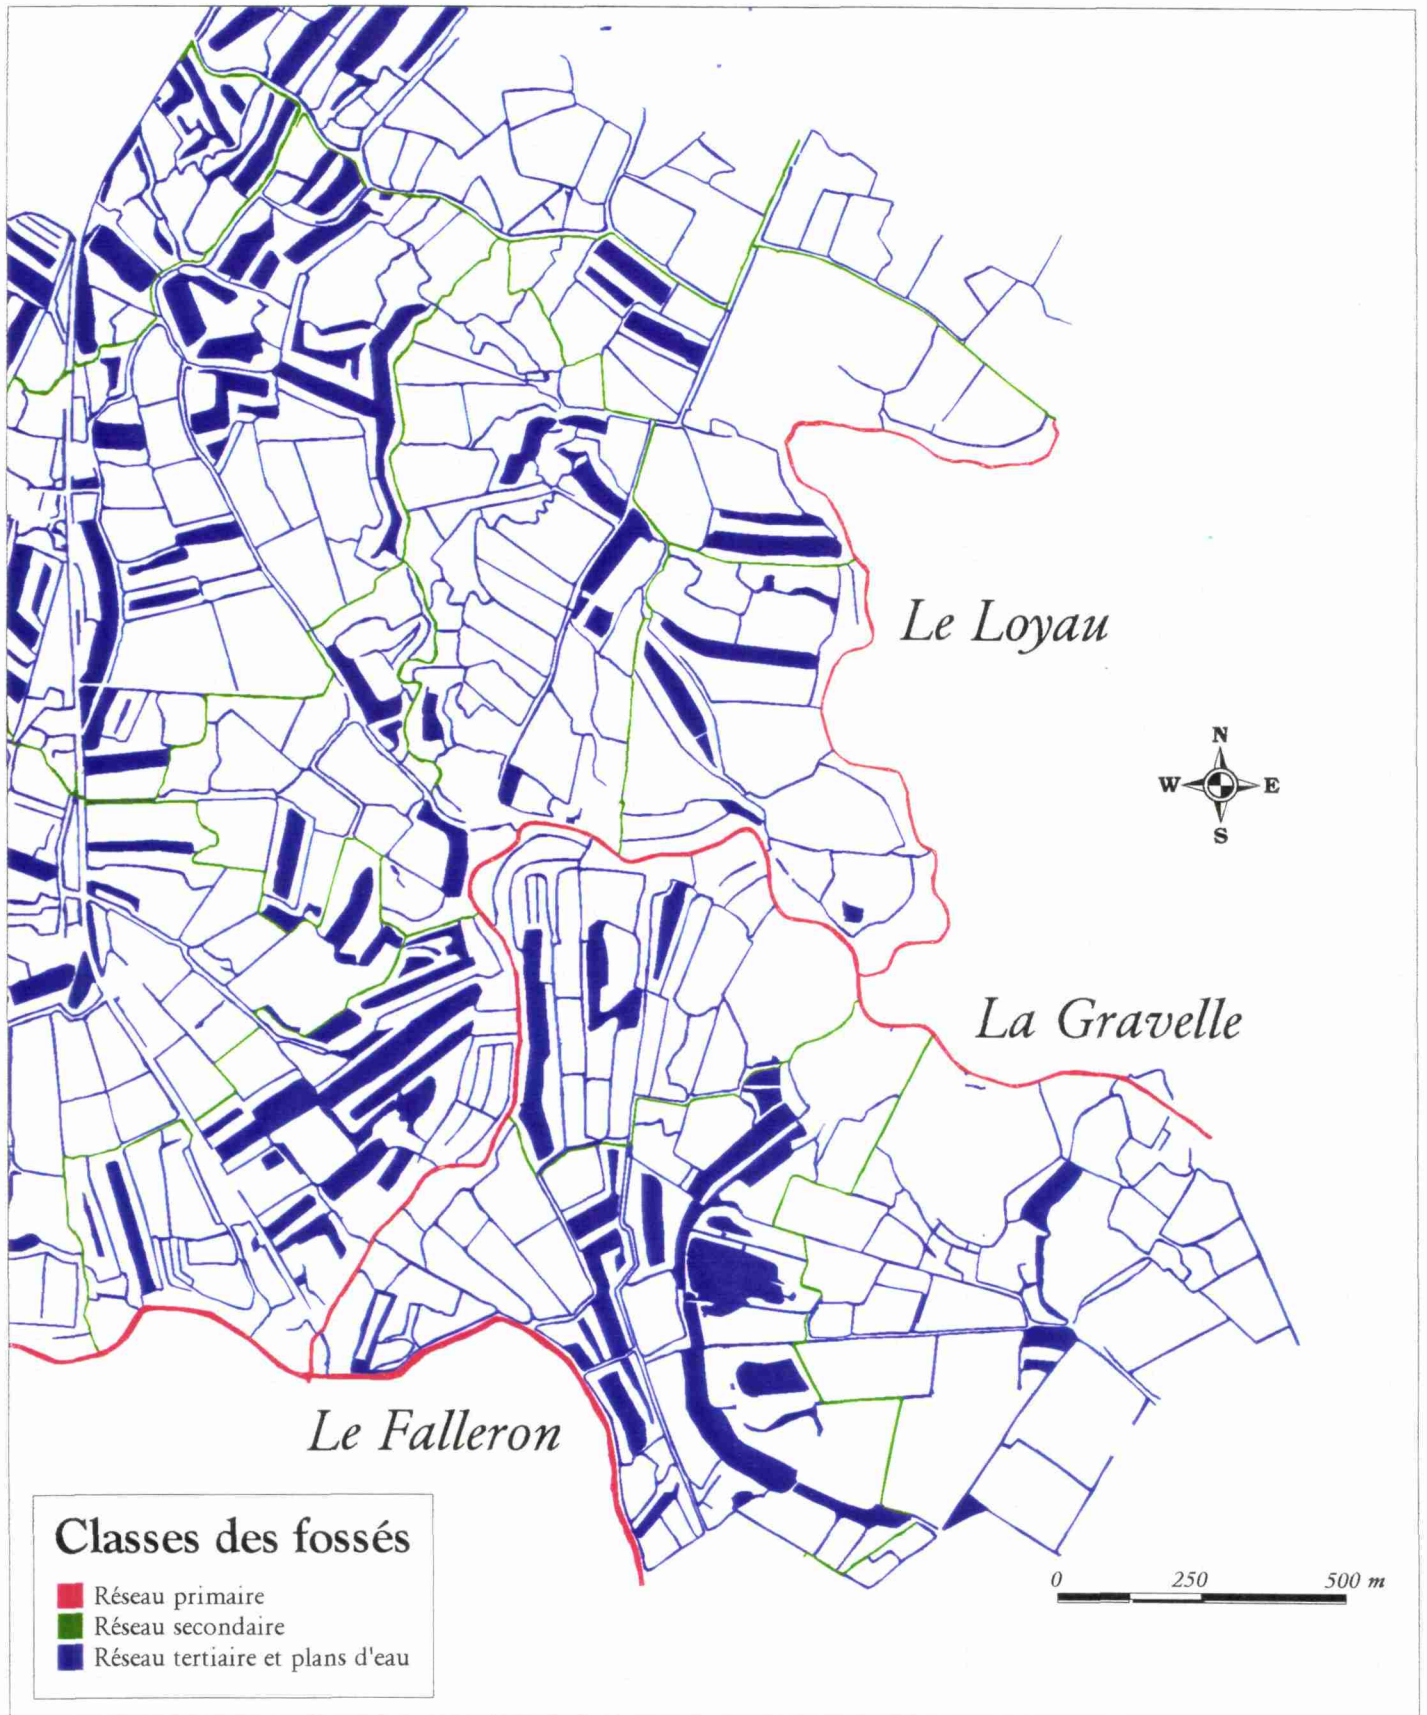 Le Loyau
N
W E
S
La Gravelle
Le Falleron
Classes des fossés
Réseau primaire
Réseau secondaire
Réseau tertiaire et plans d'eau
0 250 500 m